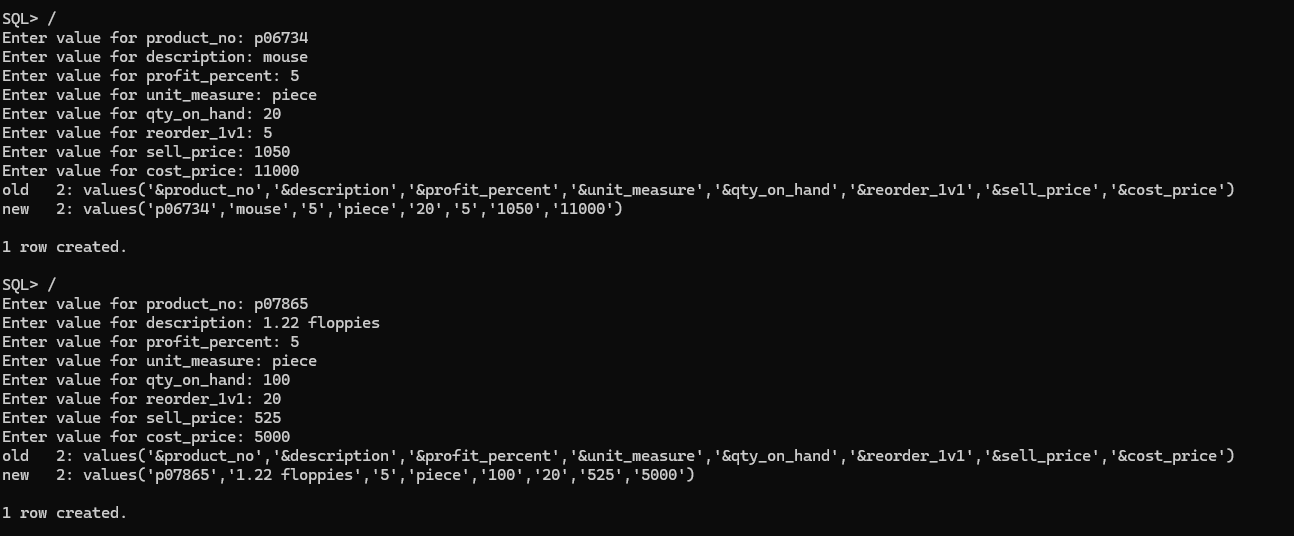 SQL> /
Enter value for product_no: p06734
Enter value for description: mouse
Enter value for profit_percent: 5
Enter value for unit_measure: piece
Enter value for qty_on_hand: 20
Enter value for reorder_1v1: 5
Enter value for sell_price: 1050
Enter value for cost_price: 11000
old   2: values('&product_no','&description','&profit_percent','&unit_measure','&qty_on_hand','&reorder_1v1','&sell_price','&cost_price')
new   2: values('p06734','mouse','5','piece','20','5','1050','11000')
1 row created.
SQL> /
Enter value for product_no: p07865
Enter value for description: 1.22 floppies
Enter value for profit_percent: 5
Enter value for unit_measure: piece
Enter value for qty_on_hand: 100
Enter value for reorder_1v1: 20
Enter value for sell_price: 525
Enter value for cost_price: 5000
old   2: values('&product_no','&description','&profit_percent','&unit_measure','&qty_on_hand','&reorder_1v1','&sell_price','&cost_price')
new   2: values('p07865','1.22 floppies','5','piece','100','20','525','5000')
1 row created.